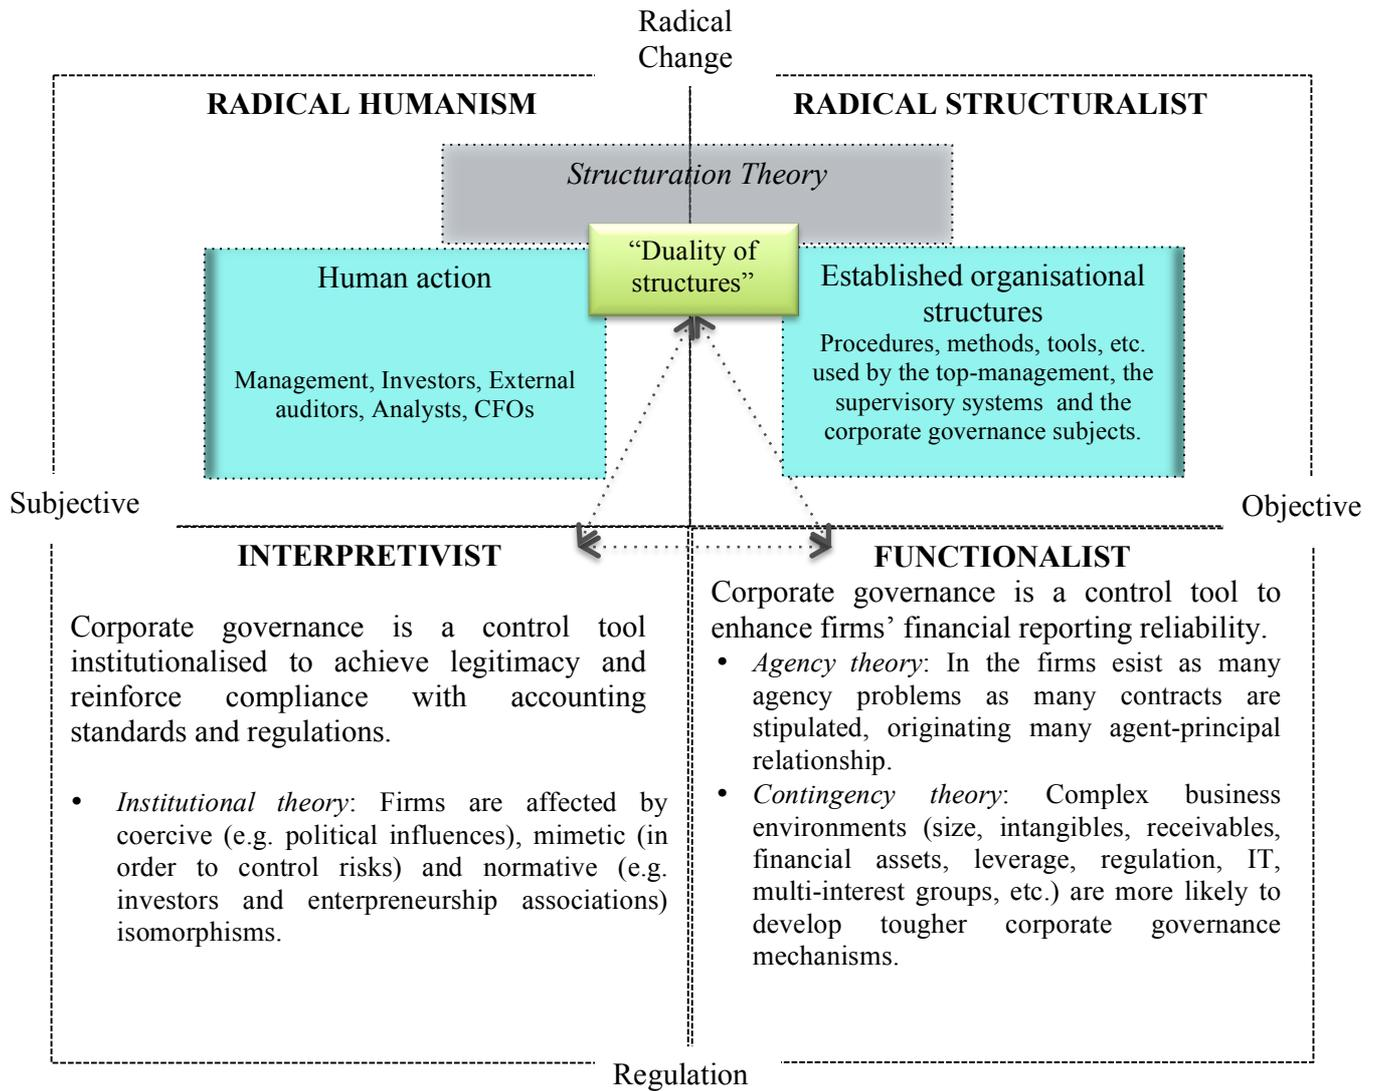 Radical
Change
RADICAL HUMANISM
RADICAL STRUCTURALIST
Structuration Theory
“Duality of
structures”
Human action
Management, Investors, External
auditors, Analysts, CFOs
Established organisational
structures
Procedures, methods, tools, etc.
used by the top-management, the
supervisory systems and the
corporate governance subjects.
Subjective
Objective
INTERPRETIVIST
Corporate governance is a control tool
institutionalised to achieve legitimacy and
reinforce compliance with accounting
standards and regulations.
• Institutional theory: Firms are affected by
coercive (e.g. political influences), mimetic (in
order to control risks) and normative (e.g.
investors and enterpreneurship associations)
isomorphisms.
FUNCTIONALIST
Corporate governance is a control tool to
enhance firms’ financial reporting reliability.
• Agency theory: In the firms esist as many
agency problems as many contracts are
stipulated, originating many agent-principal
relationship.
• Contingency theory: Complex business
environments (size, intangibles, receivables,
financial assets, leverage, regulation, IT,
multi-interest groups, etc.) are more likely to
develop tougher corporate governance
mechanisms.
Regulation